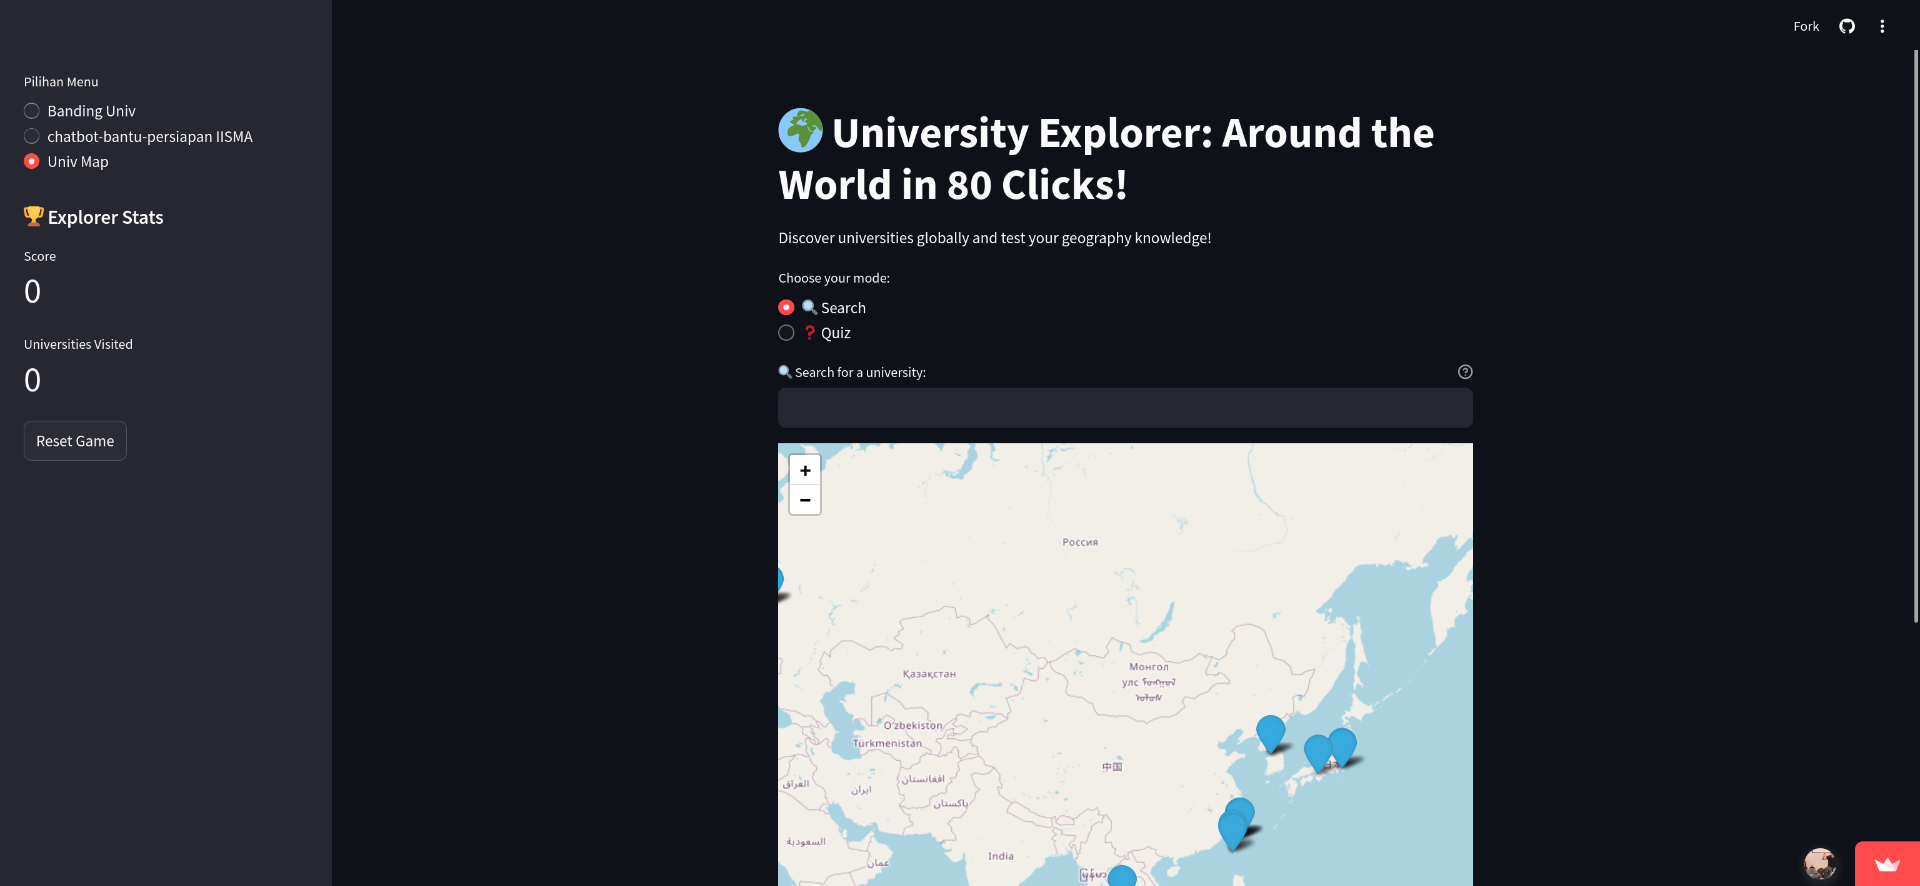 Fork
Pilihan Menu
Banding Univ
chatbot-bantu-persiapan IISMA
Univ Map
Explorer Stats
Score
0
Universities Visited
0
Reset Game
University Explorer: Around the
World in 80 Clicks!
Discover universities globally and test your geography knowledge!
Choose your mode:
🔍 Search
❓ Quiz
🔍 Search for a university:
+
−
Россия
Қазақстан
Монгол
улс
Oʻzbekiston
Türkmenistan
中国
افغانستان
ایران
العراق
پاکستان
السعودية
عمان
India